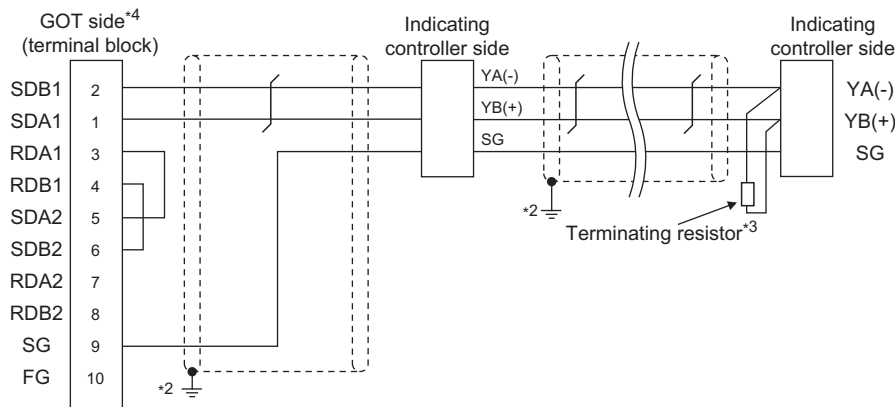 GOT side*4
(terminal block)
Indicating
controller side
Indicating
controller side
SDB1 2
SDA1 1
RDA1 3
RDB1 4
SDA2 5
SDB2 6
RDA2 7
RDB2 8
SG 9
FG 10
YA(-)
YB(+)
SG
YA(-)
YB(+)
SG
*2
Terminating resistor*3
*2